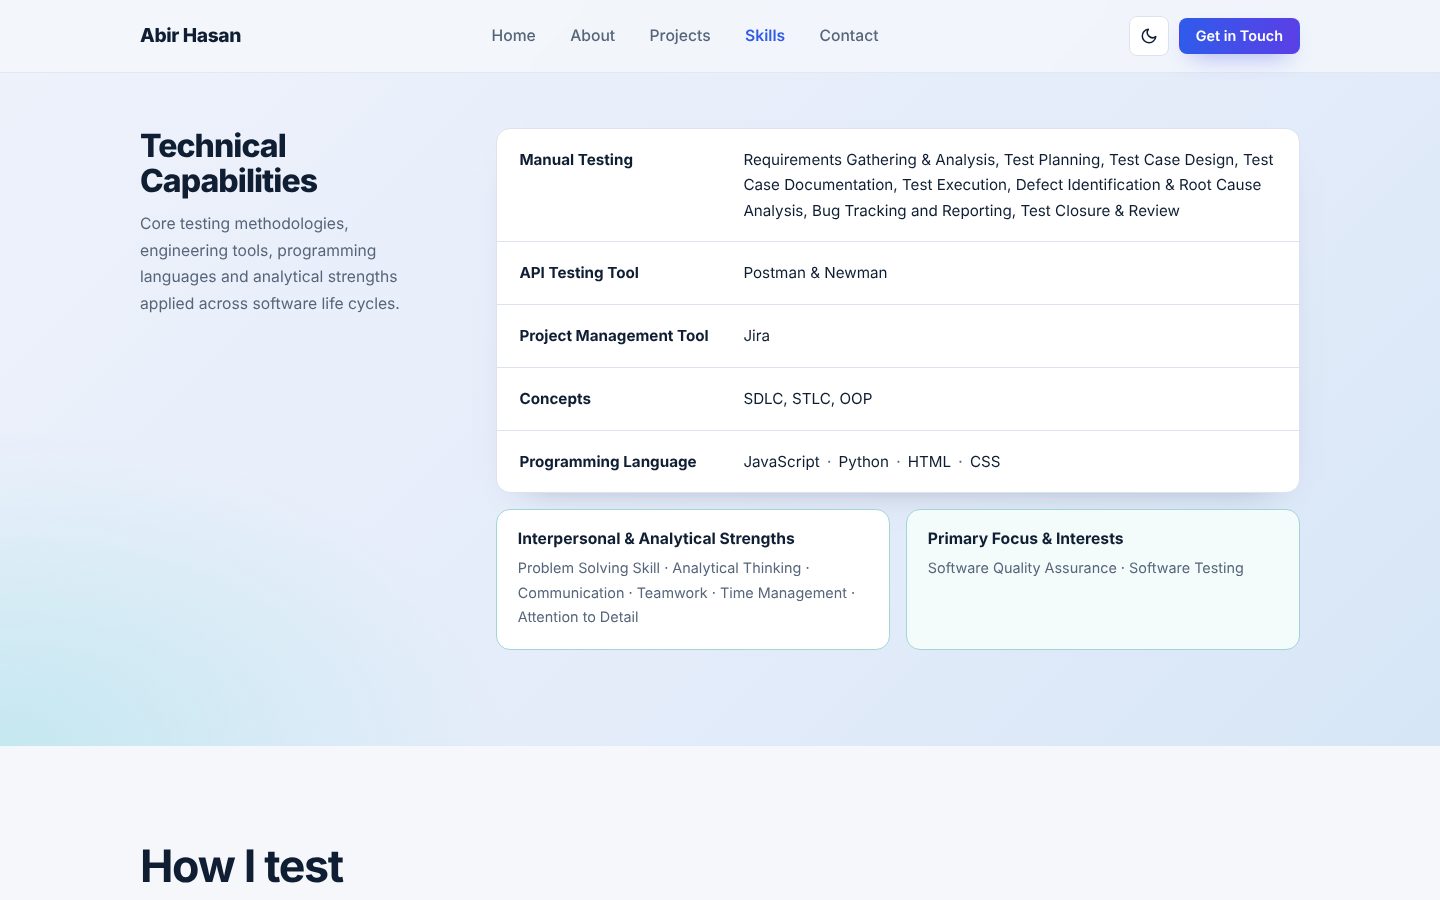 Abir Hasan
Home About Projects Skills Contact
Get in Touch
Technical
Capabilities
Core testing methodologies,
engineering tools, programming
languages and analytical strengths
applied across software life cycles.
Manual Testing
Requirements Gathering & Analysis, Test Planning, Test Case Design, Test
Case Documentation, Test Execution, Defect Identification & Root Cause
Analysis, Bug Tracking and Reporting, Test Closure & Review
API Testing Tool
Postman & Newman
Project Management Tool
Jira
Concepts
SDLC, STLC, OOP
Programming Language
JavaScript · Python · HTML · CSS
Interpersonal & Analytical Strengths
Problem Solving Skill · Analytical Thinking ·
Communication · Teamwork · Time Management ·
Attention to Detail
Primary Focus & Interests
Software Quality Assurance · Software Testing
How I test